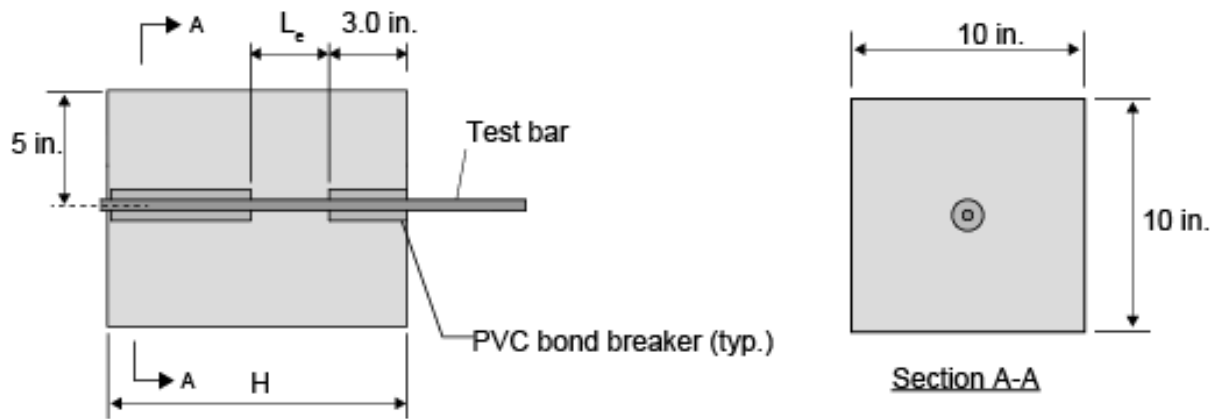 A
Lₑ
3.0 in.
10 in.
5 in.
Test bar
10 in.
PVC bond breaker (typ.)
A
H
Section A-A